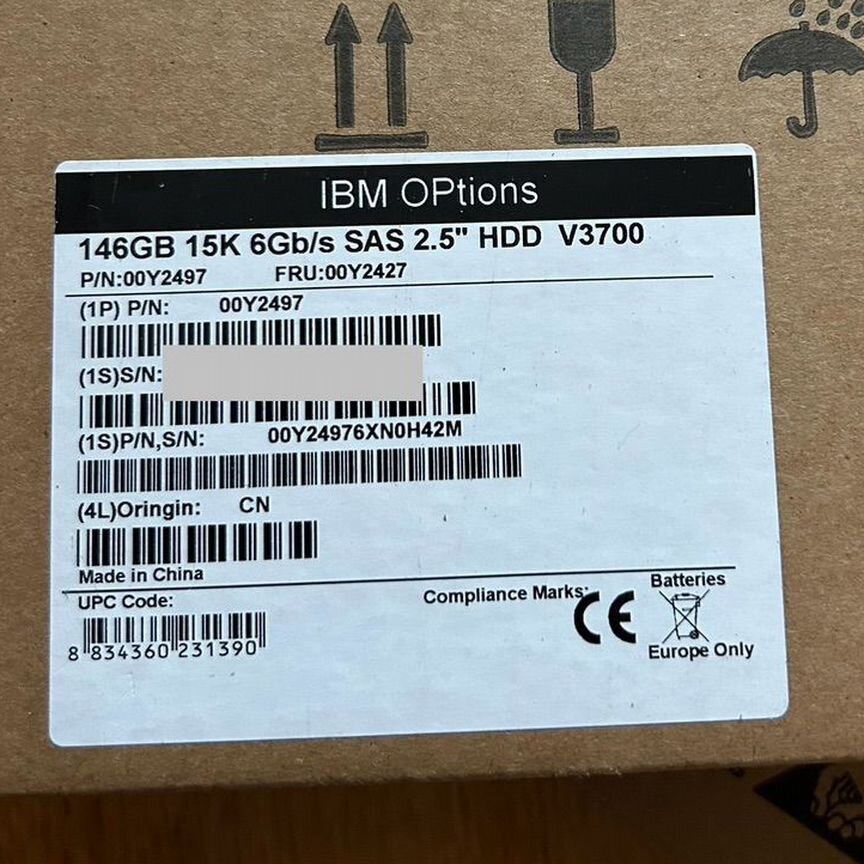 IBM OPtions
146GB 15K 6Gb/s SAS 2.5" HDD V3700
P/N:00Y2497 FRU:00Y2427
(1P) P/N: 00Y2497
(1S)S/N:
(1S)P/N,S/N: 00Y24976XN0H42M
(4L)Oringin: CN
Made in China
UPC Code: Compliance Marks: CE Batteries
8 834360 231390 Europe Only